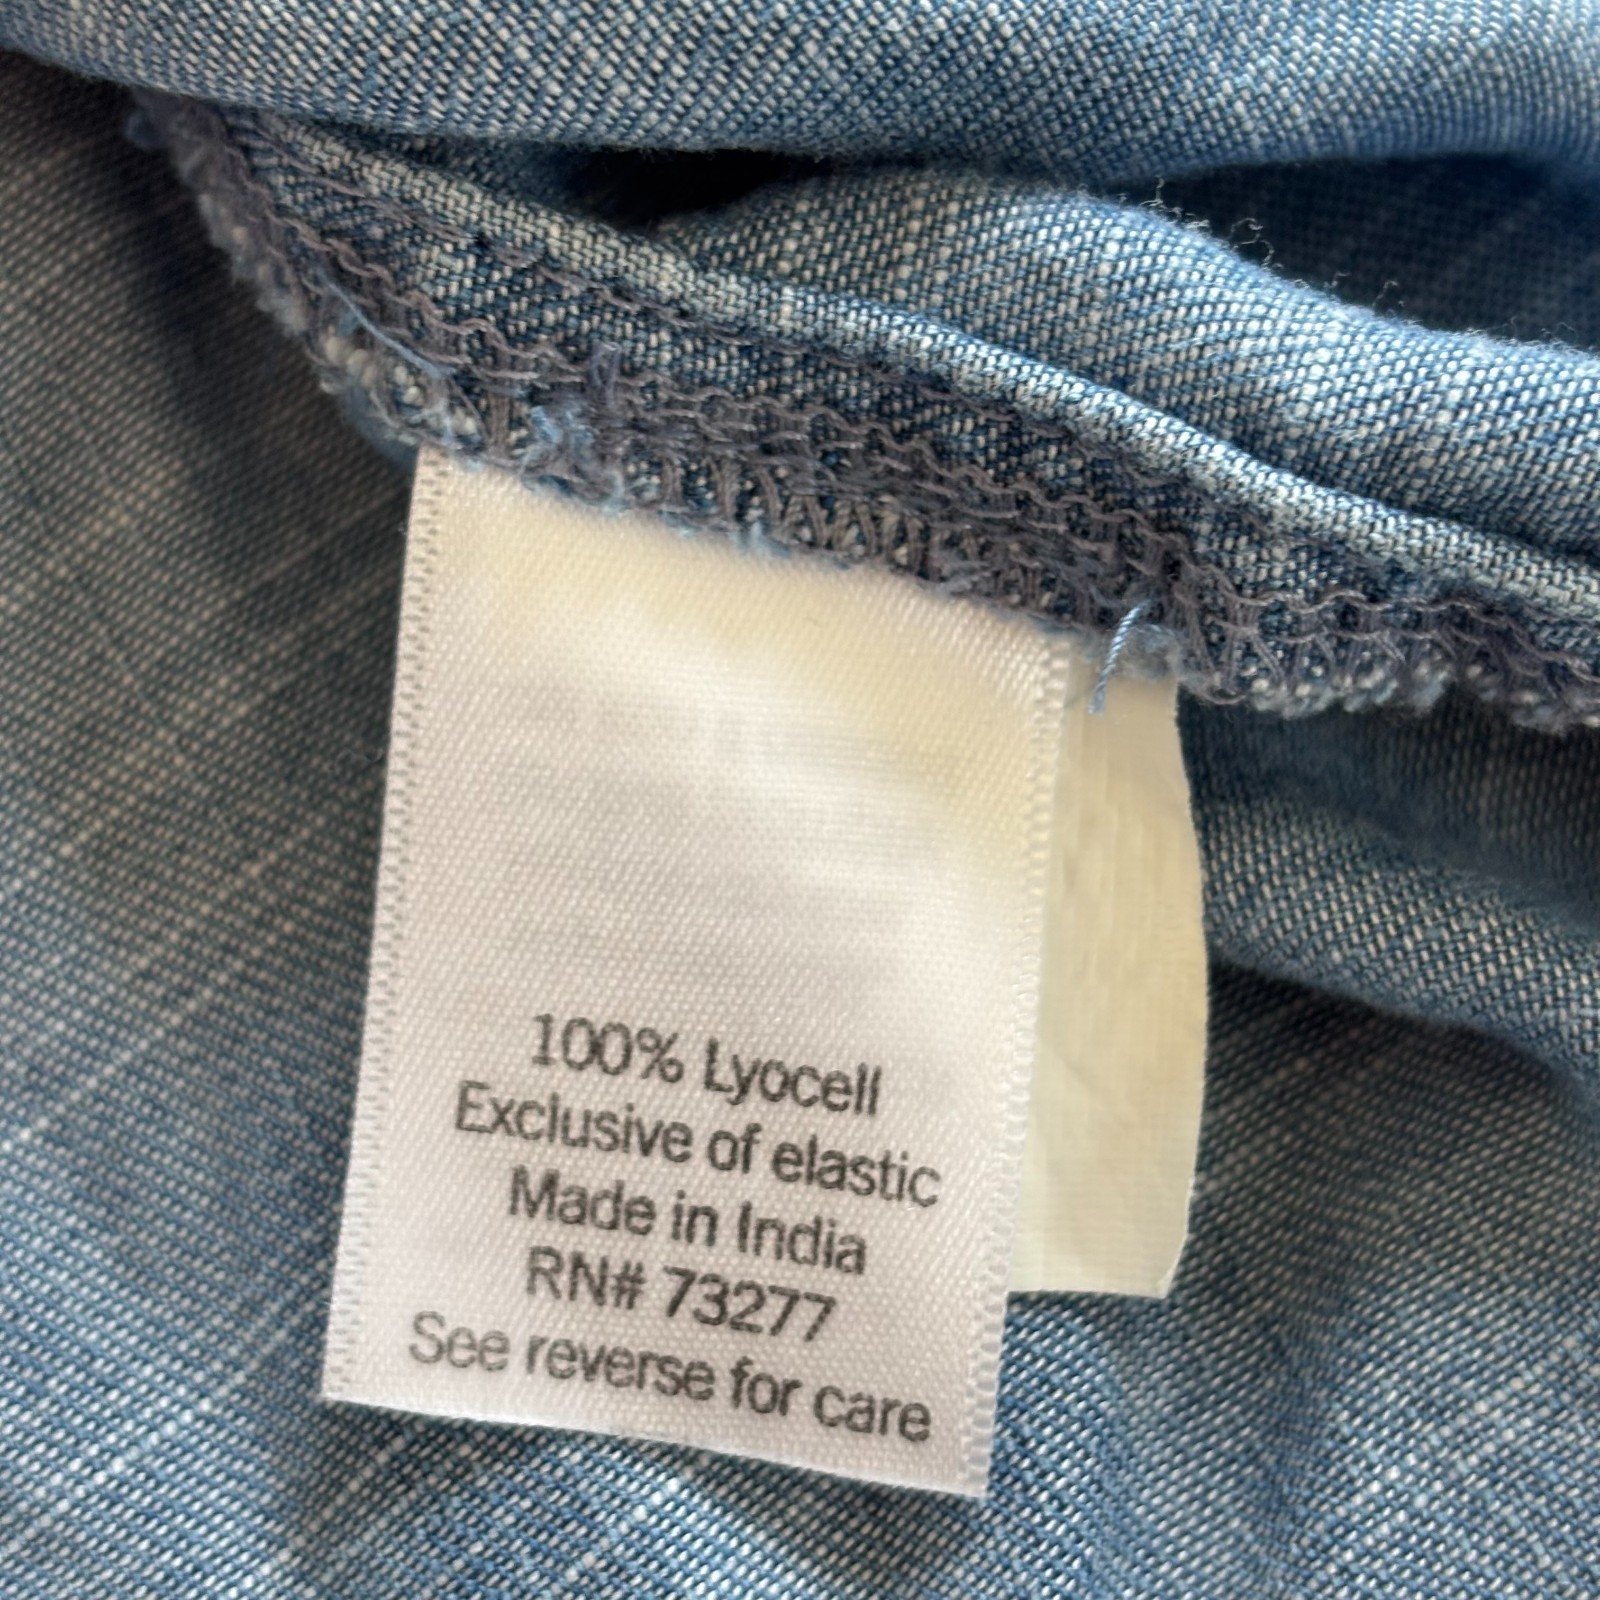 100% Lyocell
Exclusive of elastic
Made in India
RN# 73277
See reverse for care